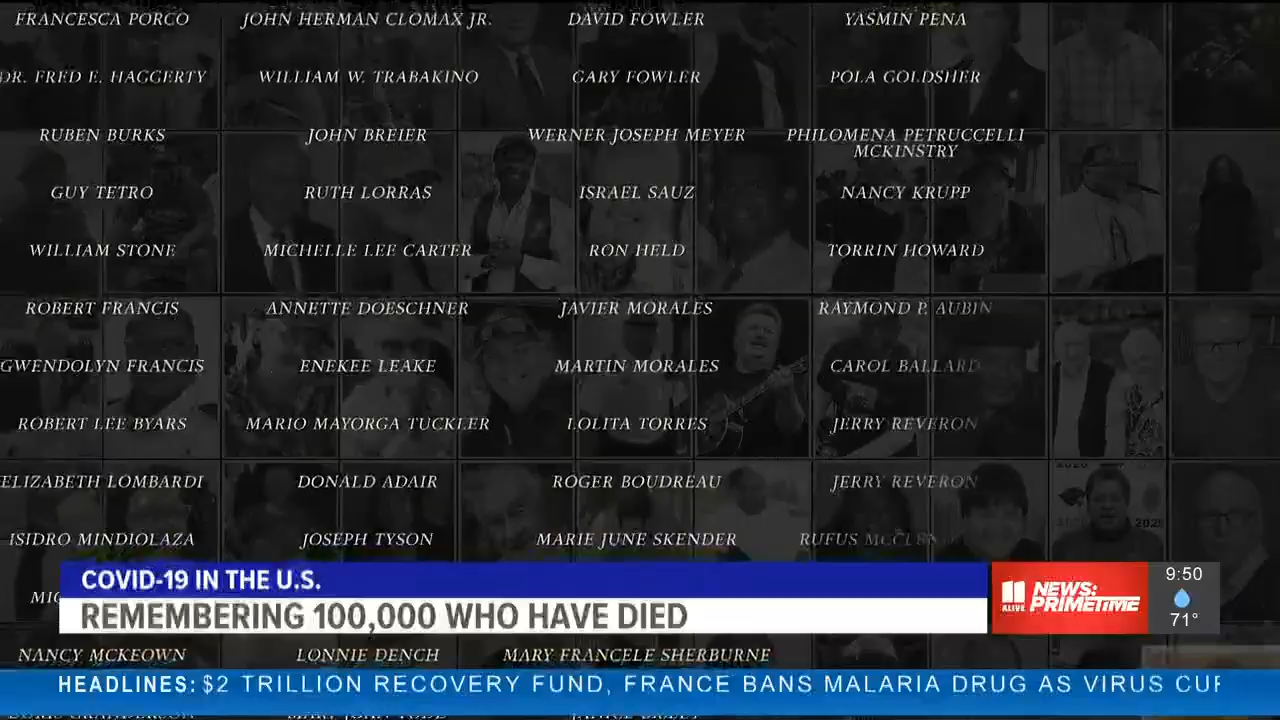 FRANCESCA PORCO JOHN HERMAN CLOMAX JR. DAVID FOWLER YASMIN PENA
DR. FRED E. HAGGERTY WILLIAM W. TRABAKINO GARY FOWLER POLA GOLDSHER
RUBEN BURKS JOHN BREIER WERNER JOSEPH MEYER PHILOMENA PETRUCCELLI
MCKINSTRY
GUY TETRO RUTH LORRAS ISRAEL SAUZ NANCY KRUPP
WILLIAM STONE MICHELLE LEE CARTER RON HELD TORRIN HOWARD
ROBERT FRANCIS ANNETTE DOESCHNER JAVIER MORALES RAYMOND P. AUBIN
GWENDOLYN FRANCIS ENEKEE LEAKE MARTIN MORALES CAROL BALLARD
ROBERT LEE BYARS MARIO MAYORGA TUCKLER LOLITA TORRES JERRY REVERON
ELIZABETH LOMBARDI DONALD ADAIR ROGER BOUDREAU JERRY REVERON
ISIDRO MINDIOLAZA JOSEPH TYSON MARIE JUNE SKENDER RUFUS
COVID-19 IN THE U.S.
REMEMBERING 100,000 WHO HAVE DIED
11 ALIVE NEWS: PRIMETIME
9:50
71°
NANCY MCKEOWN LONNIE DENCH MARY FRANCELE SHERBURNE
HEADLINES: $2 TRILLION RECOVERY FUND, FRANCE BANS MALARIA DRUG AS VIRUS